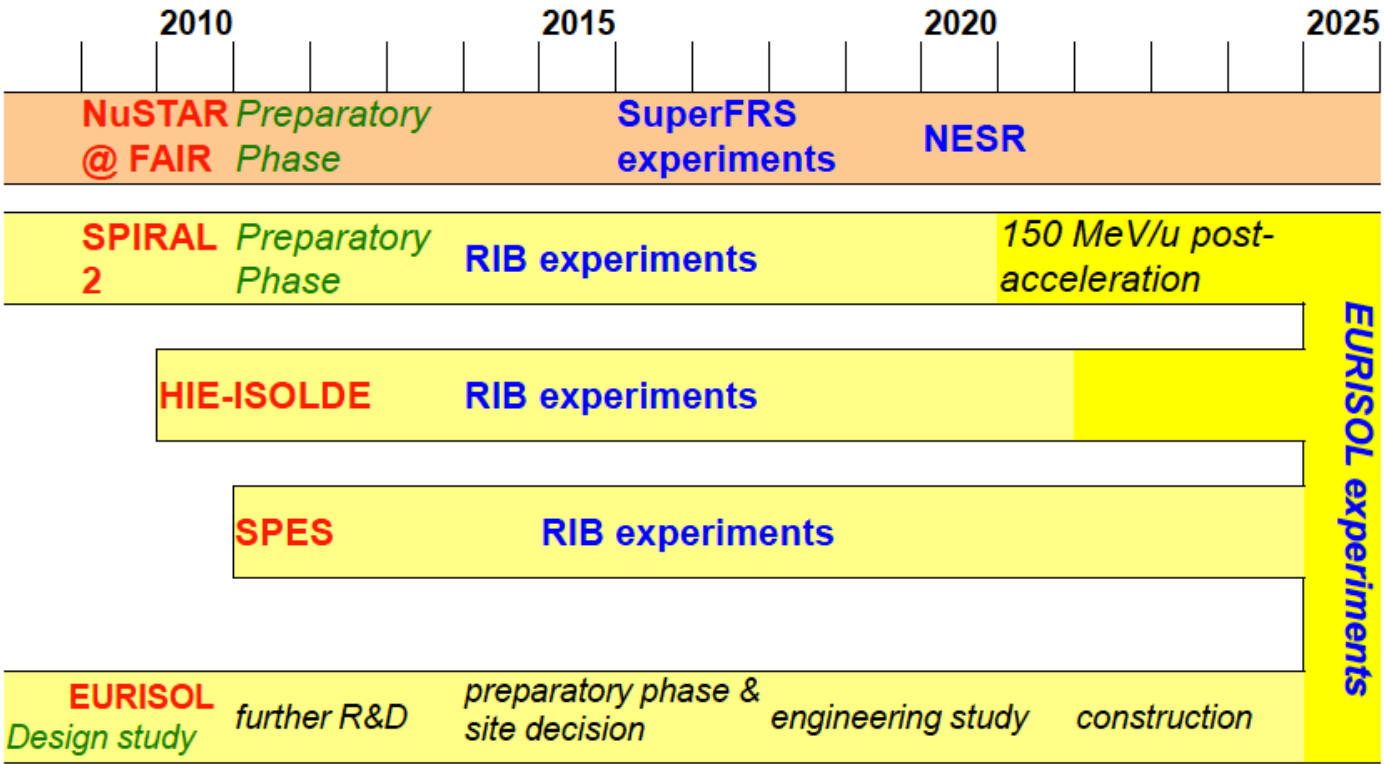 2010 2015 2020 2025
NuSTAR Preparatory SuperFRS
@ FAIR Phase experiments NESR
SPIRAL Preparatory RIB experiments 150 MeV/u post-
2 Phase acceleration
HIE-ISOLDE RIB experiments
SPES RIB experiments
EURISOL experiments
EURISOL further R&D preparatory phase & engineering study construction
Design study site decision